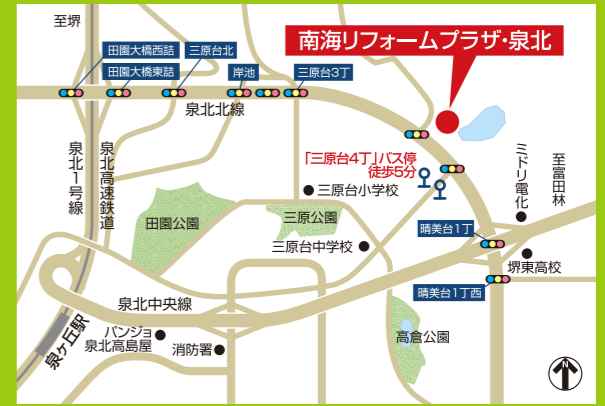 至堺
田園大橋西詰
田園大橋東詰
三原台北
岸池
三原台3丁
南海リフォームプラザ・泉北
泉北北線
泉北1号線
泉北高速鉄道
「三原台4丁」バス停
徒歩5分
三原台小学校
田園公園
三原公園
三原台中学校
ミドリ電化
至富田林
晴美台1丁
堺東高校
晴美台1丁西
泉北中央線
泉ヶ丘駅
パンジョ
泉北高島屋
消防署
高倉公園
N